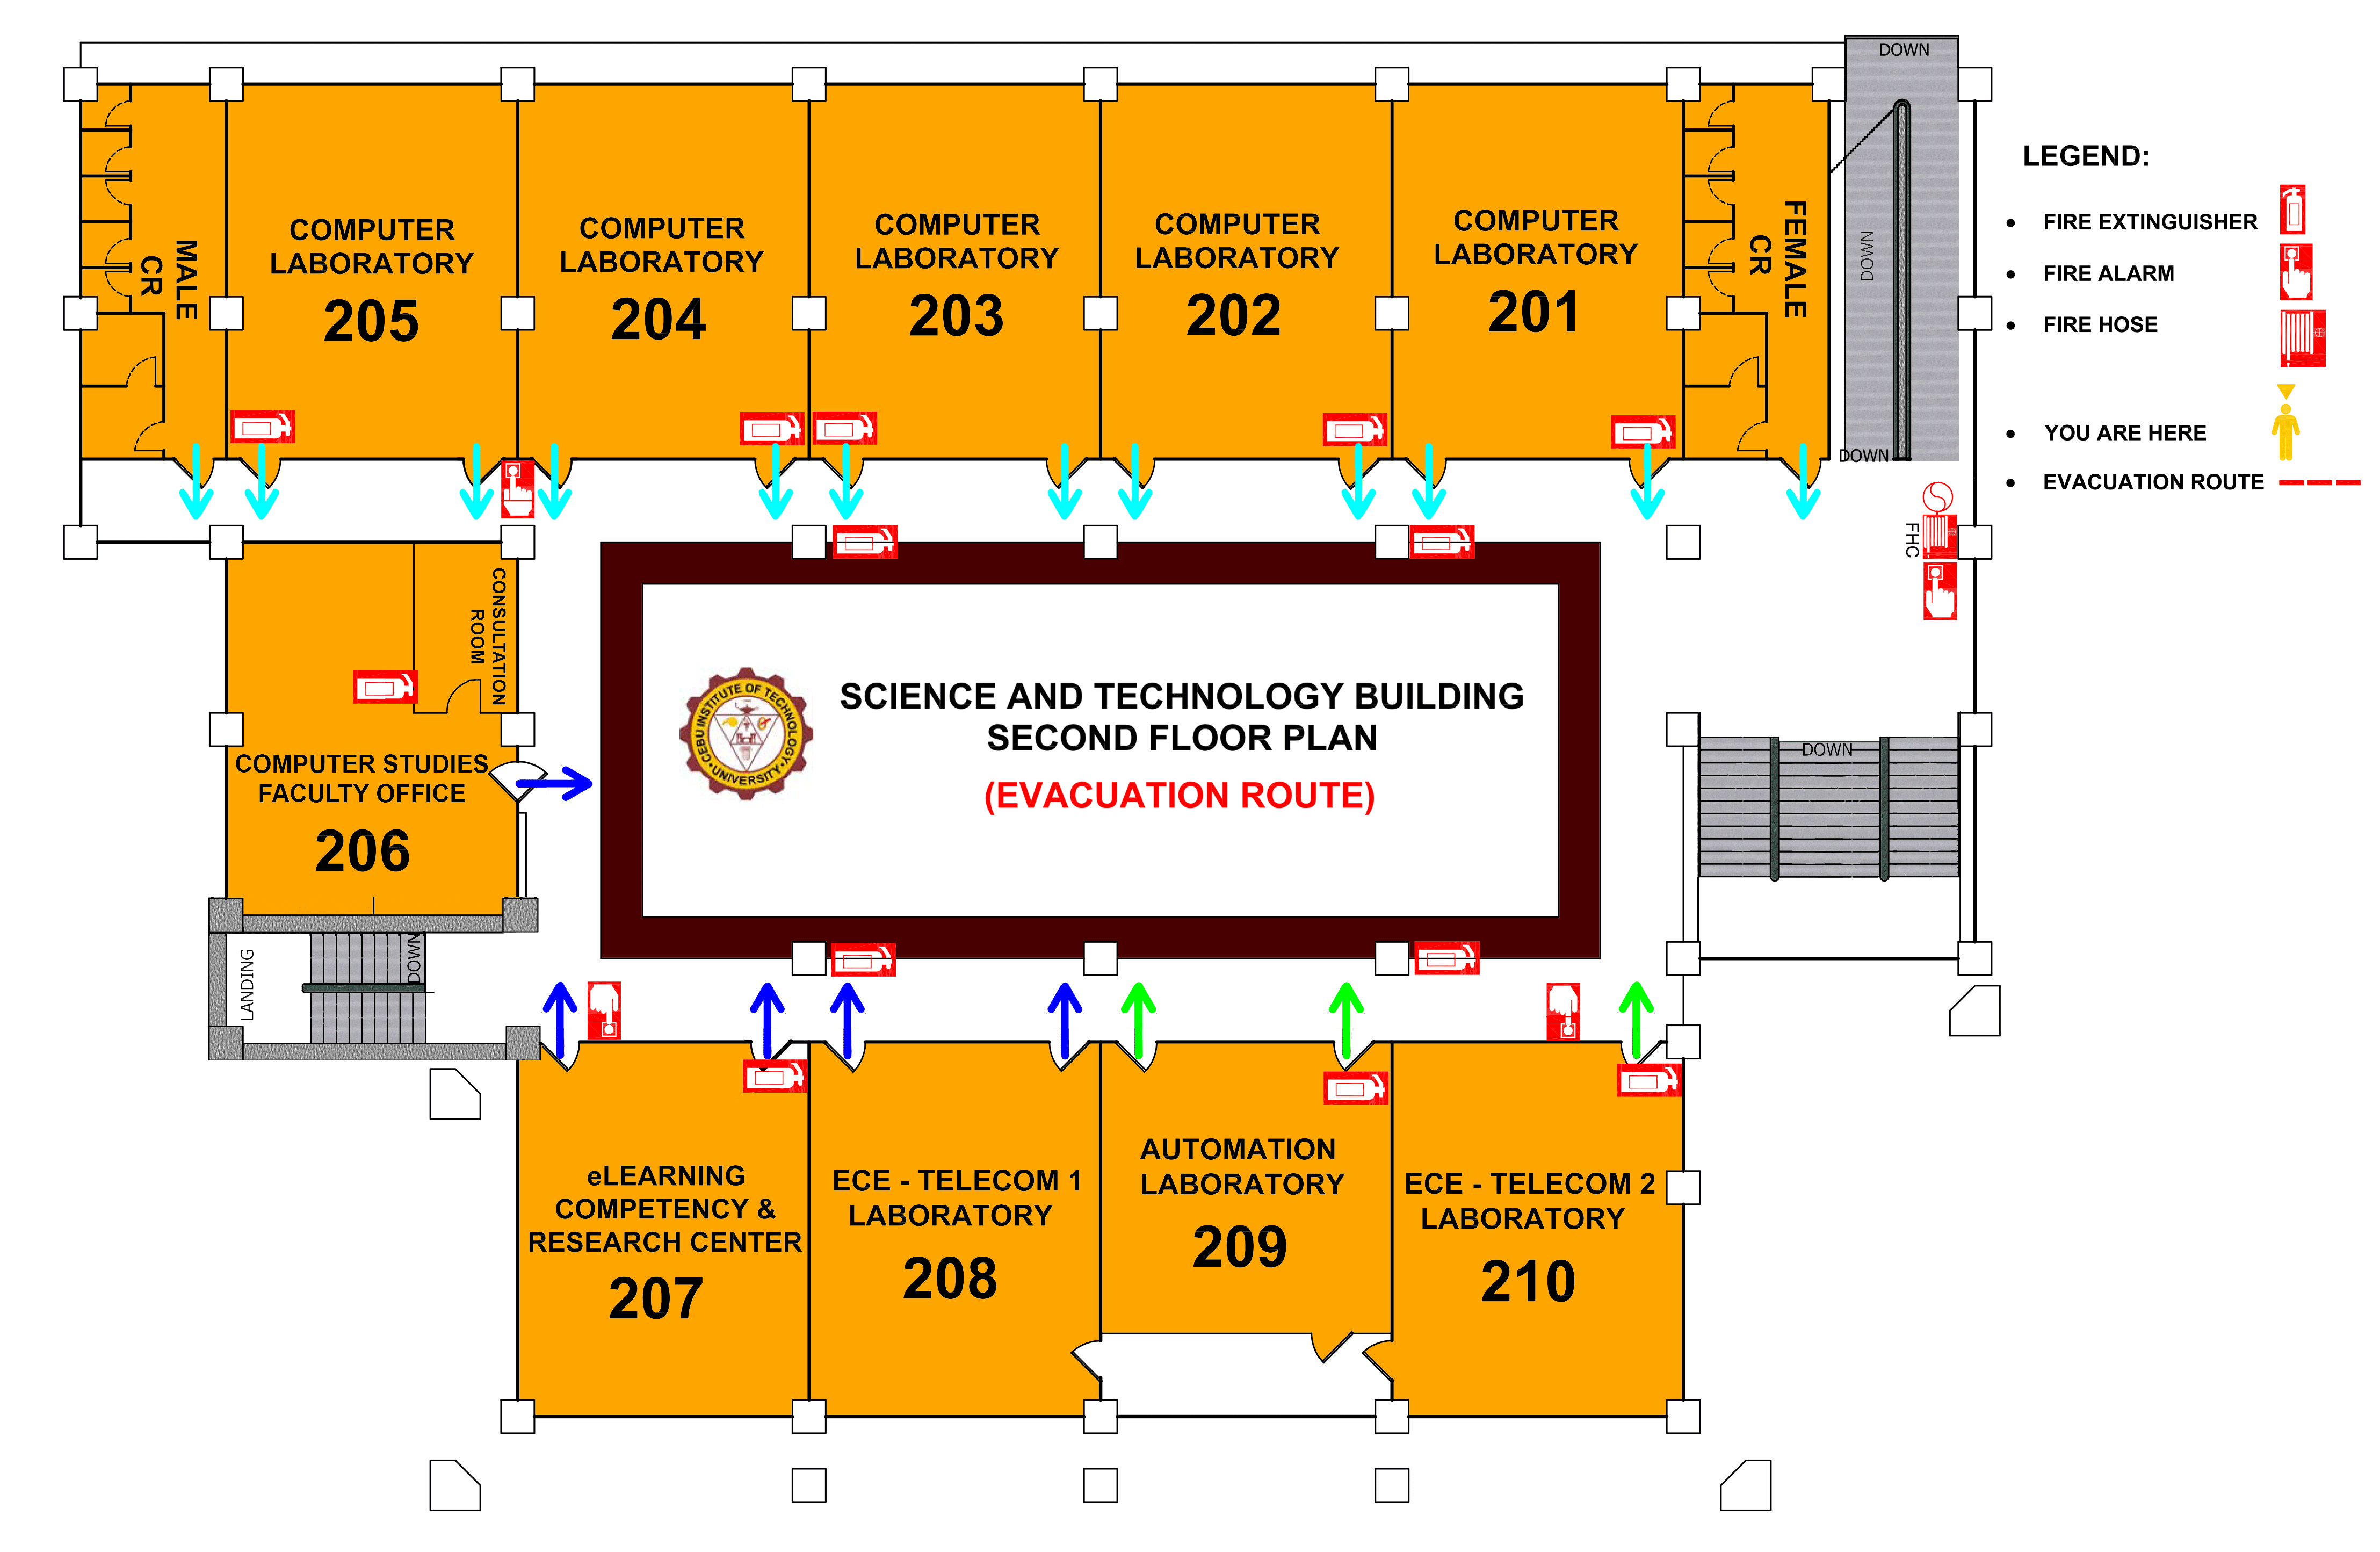 DOWN
LEGEND:
FIRE EXTINGUISHER
FIRE ALARM
FIRE HOSE
YOU ARE HERE
EVACUATION ROUTE
MALE
CR
COMPUTER
LABORATORY
205
COMPUTER
LABORATORY
204
COMPUTER
LABORATORY
203
COMPUTER
LABORATORY
202
COMPUTER
LABORATORY
201
FEMALE
CR
DOWN
DOWN
FHC
CONSULTATION
ROOM
COMPUTER STUDIES
FACULTY OFFICE
206
CEBU INSTITUTE OF TECHNOLOGY
UNIVERSITY
SCIENCE AND TECHNOLOGY BUILDING
SECOND FLOOR PLAN
(EVACUATION ROUTE)
DOWN
LANDING
DOWN
eLEARNING
COMPETENCY &
RESEARCH CENTER
207
ECE - TELECOM 1
LABORATORY
208
AUTOMATION
LABORATORY
209
ECE - TELECOM 2
LABORATORY
210